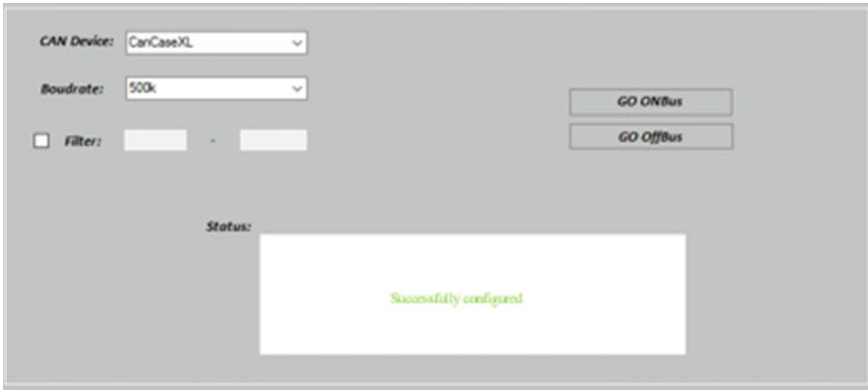 CAN Device: CanCaseXL
Boudrate: 500k
GO ONBus
Filter: -
GO OffBus
Status:
Successfully configured